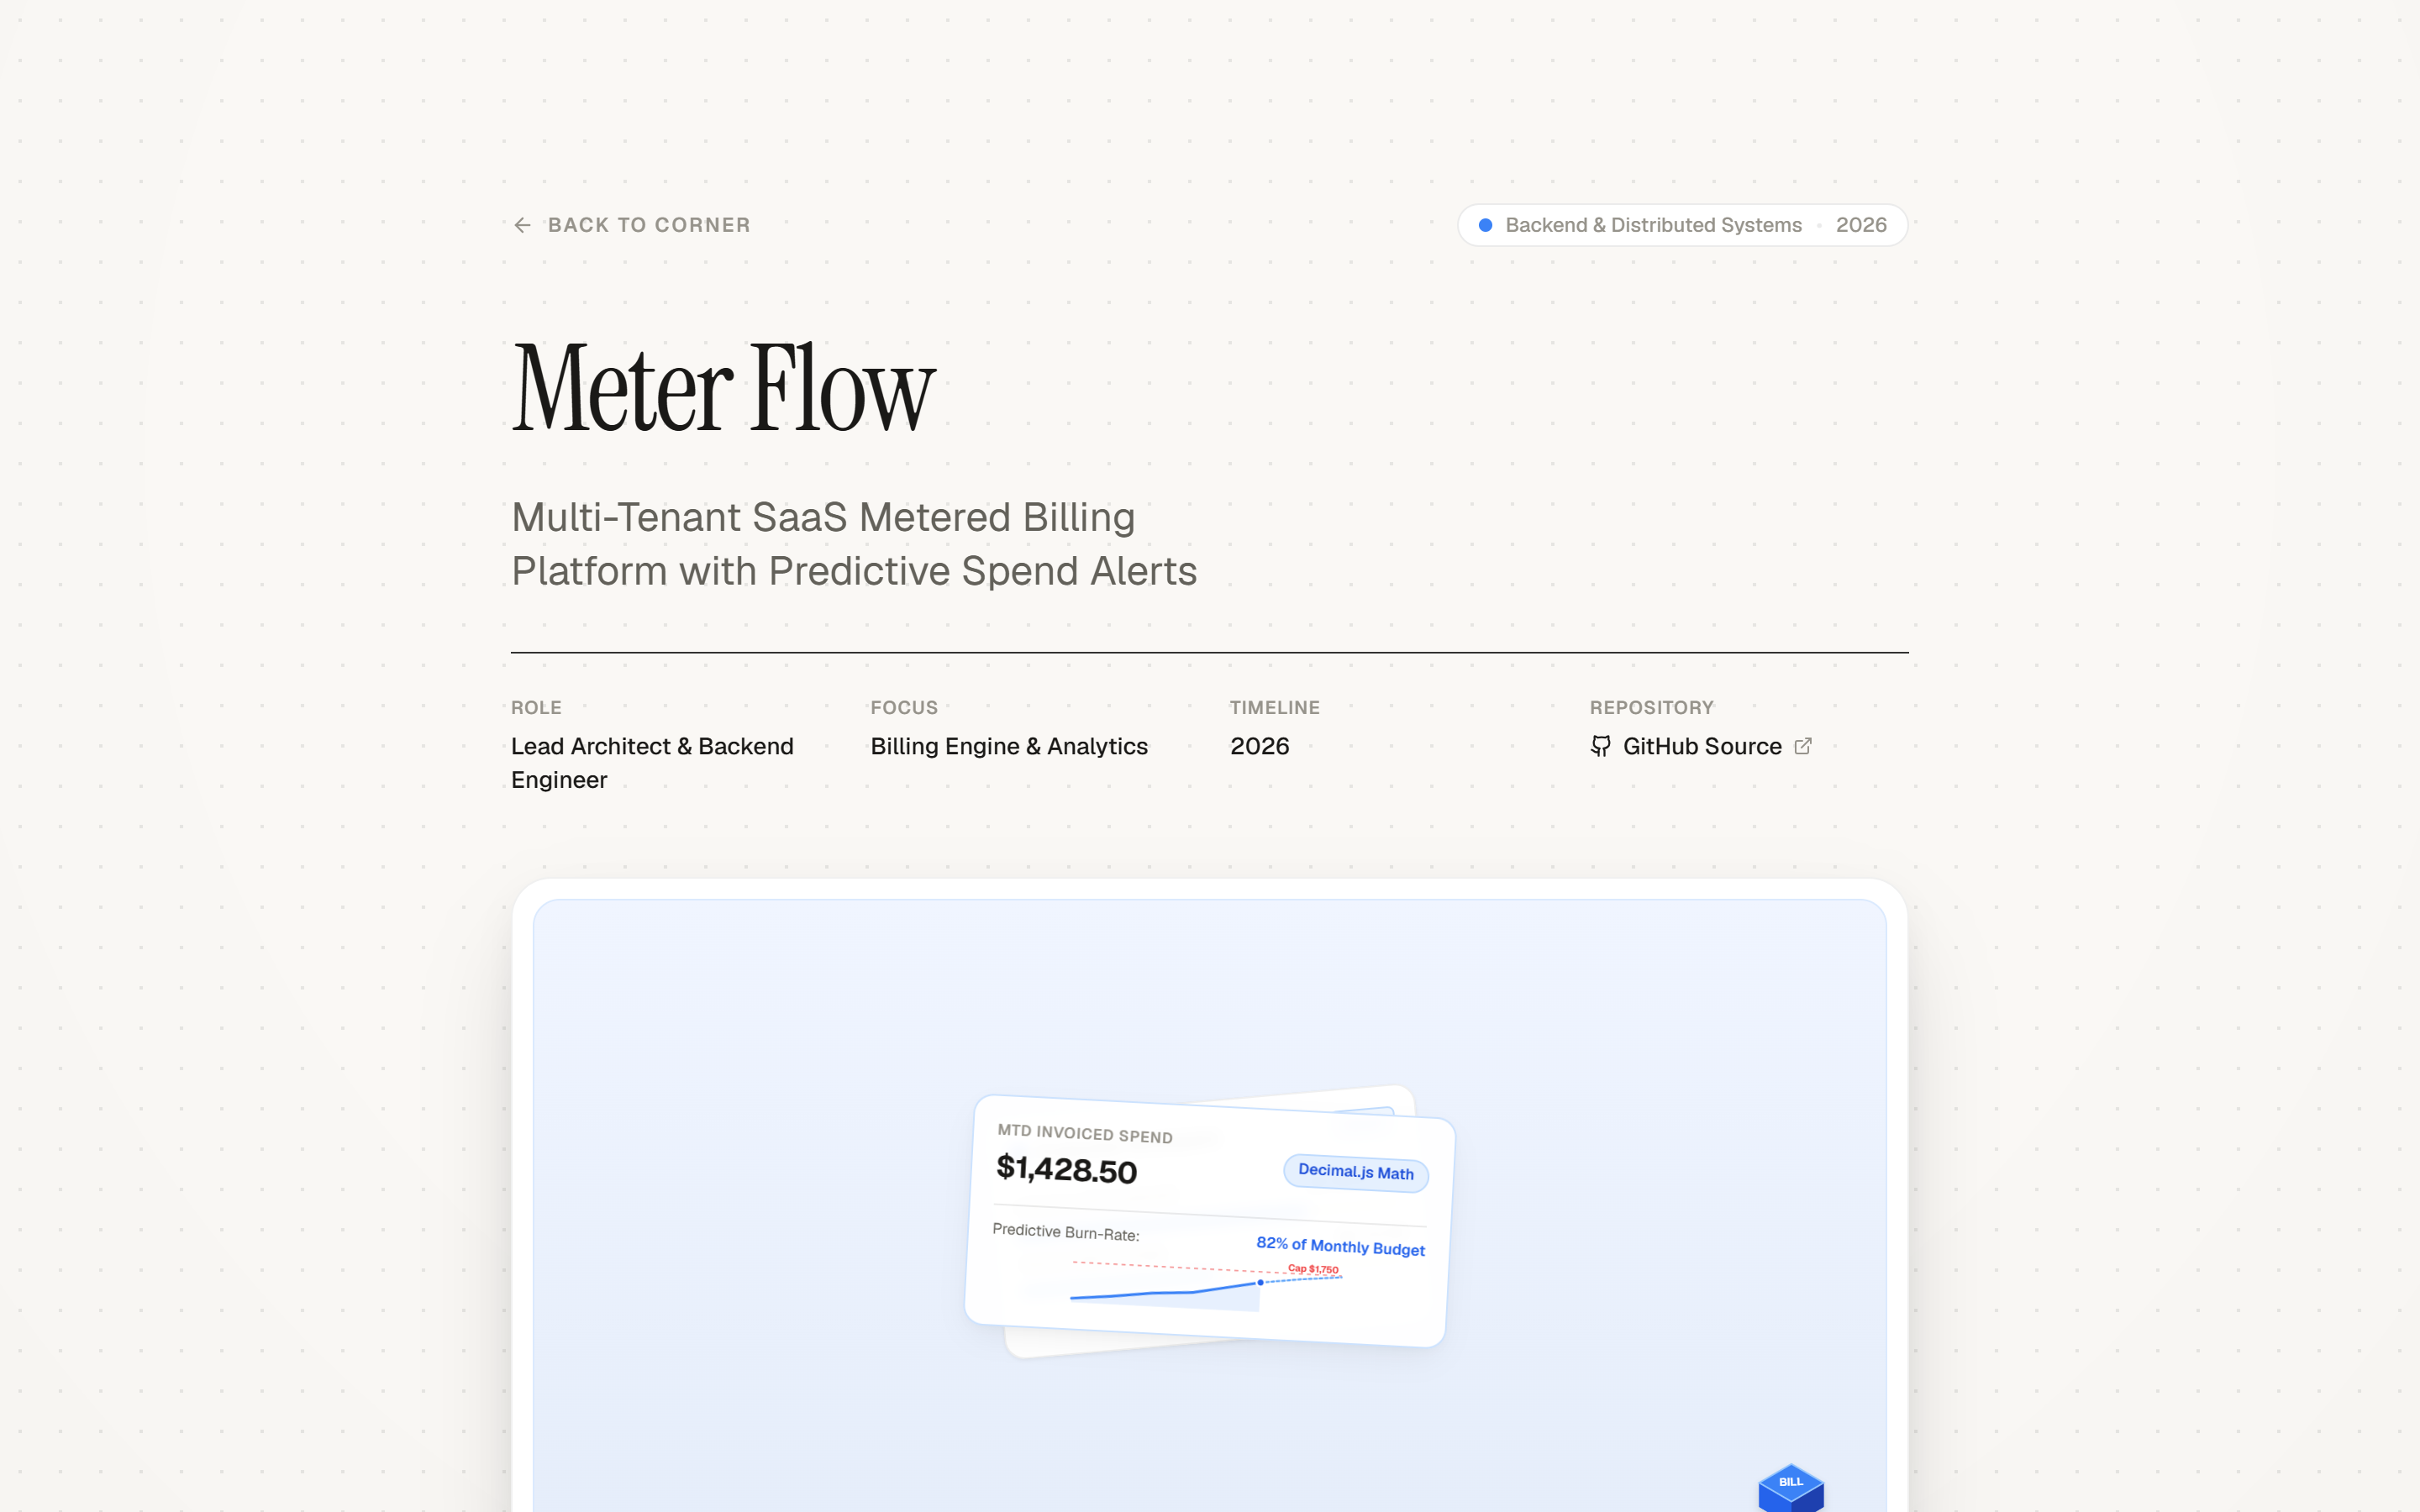 BACK TO CORNER
Backend & Distributed Systems • 2026
Meter Flow
Multi-Tenant SaaS Metered Billing
Platform with Predictive Spend Alerts
ROLE
Lead Architect & Backend
Engineer
FOCUS
Billing Engine & Analytics
TIMELINE
2026
REPOSITORY
GitHub Source
MTD INVOICED SPEND
$1,428.50
Decimal.js Math
Predictive Burn-Rate:
82% of Monthly Budget
Cap $1,750
BILL